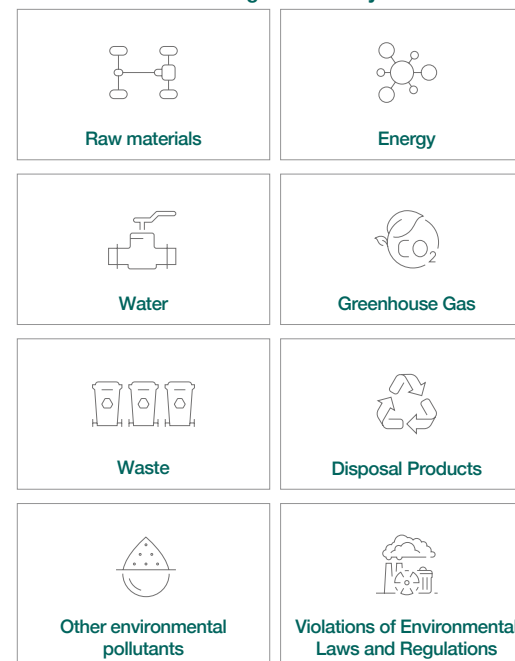 Raw materials
Energy
Water
CO2
Greenhouse Gas
Waste
Disposal Products
Other environmental
pollutants
Violations of Environmental
Laws and Regulations